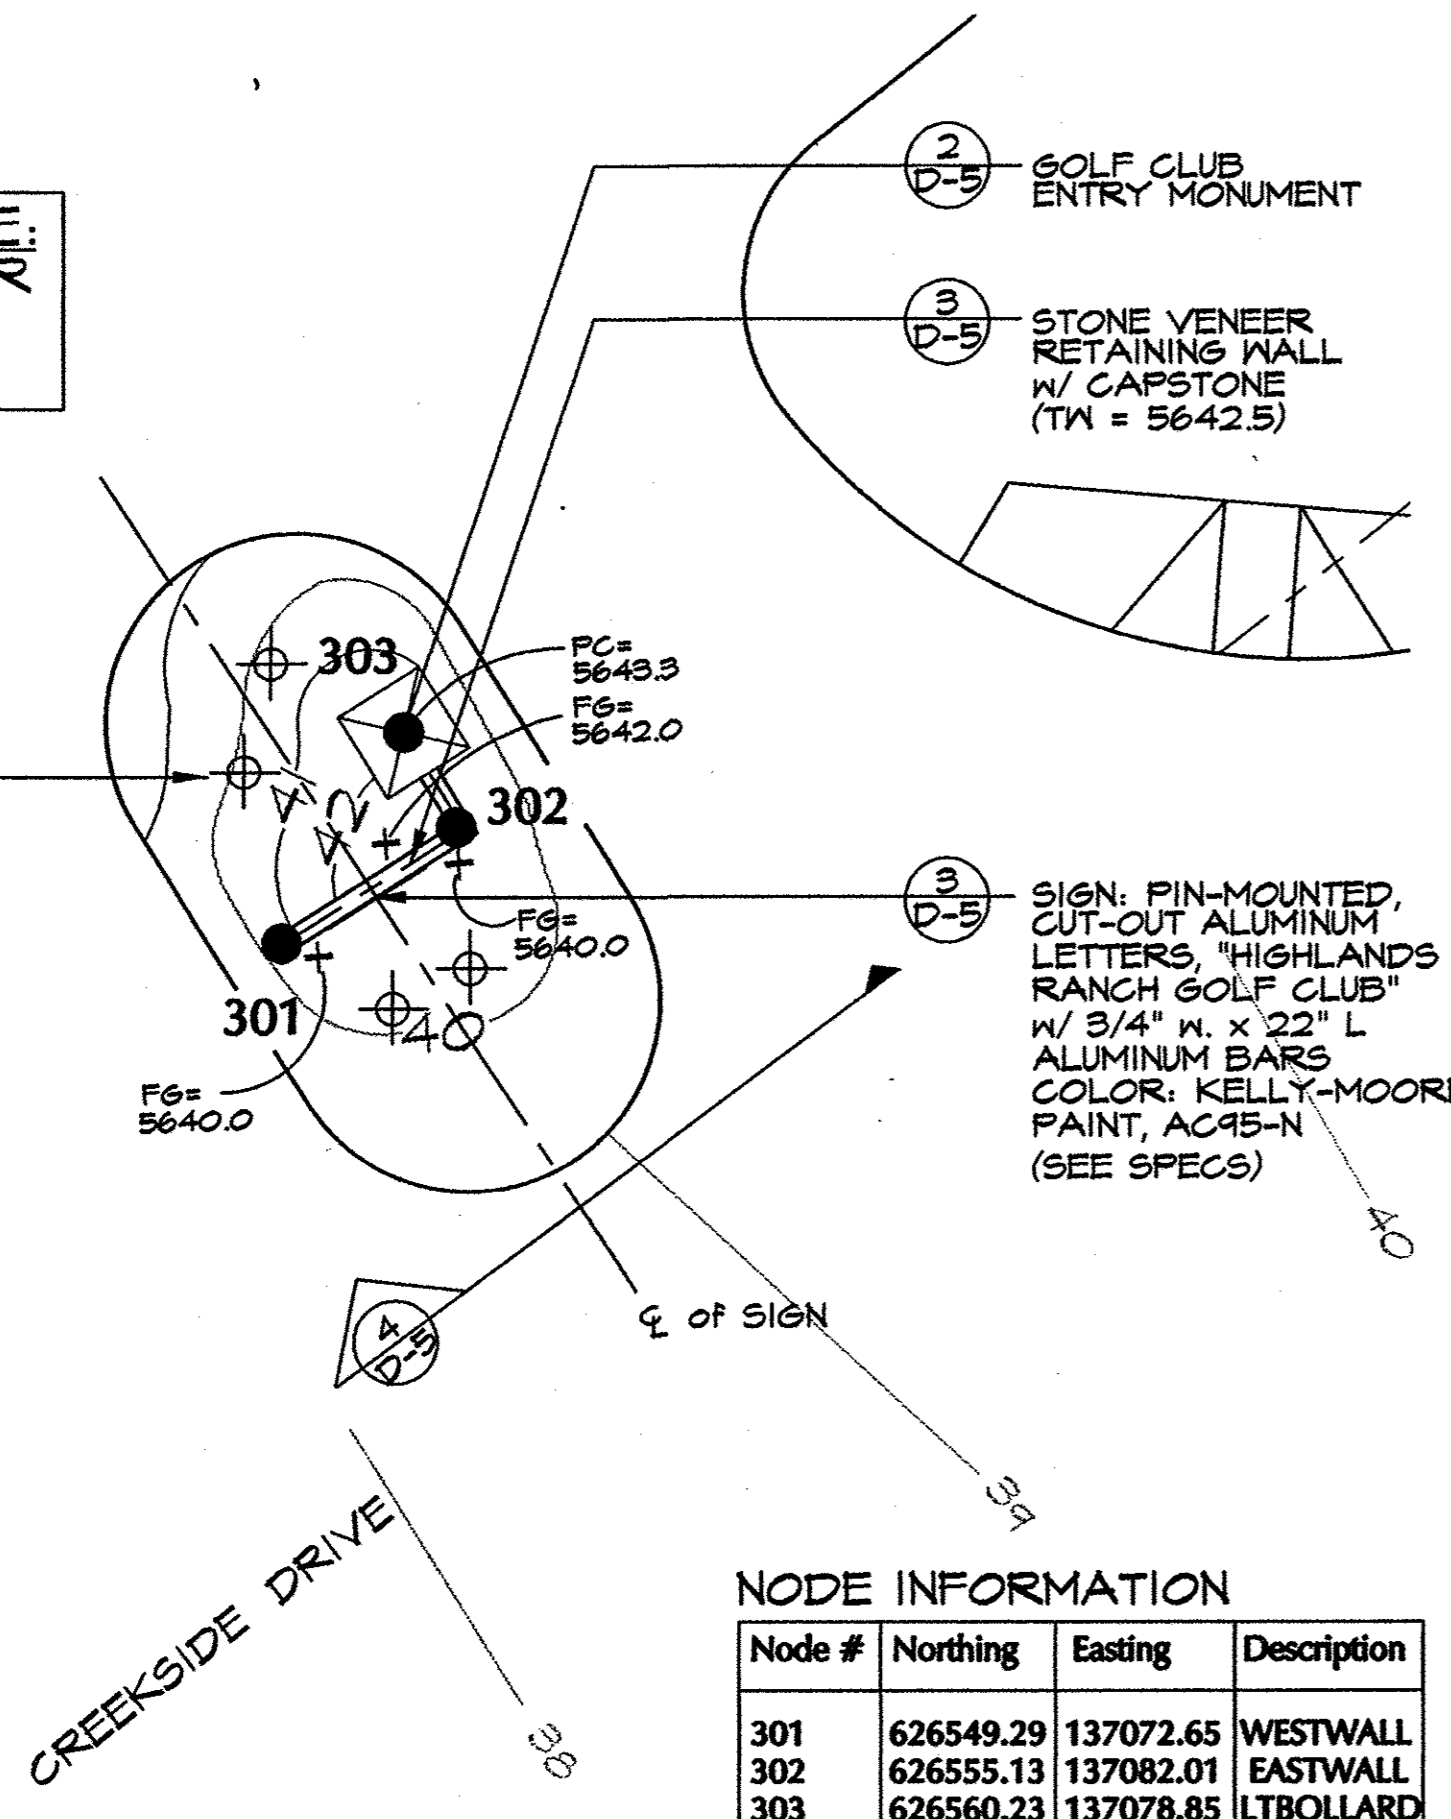 2
D-5
GOLF CLUB
ENTRY MONUMENT
3
D-5
STONE VENEER
RETAINING WALL
W/ CAPSTONE
(TW = 5642.5)
303
PC=
5643.3
FG=
5642.0
302
41
42
FG=
5640.0
301
40
FG=
5640.0
3
D-5
SIGN: PIN-MOUNTED,
CUT-OUT ALUMINUM
LETTERS, "HIGHLANDS
RANCH GOLF CLUB"
W/ 3/4" W. x 22" L
ALUMINUM BARS
COLOR: KELLY-MOORE
PAINT, AC95-N
(SEE SPECS)
40
℄ OF SIGN
4
D-5
39
CREEKSIDE DRIVE
38
NODE INFORMATION
Node # Northing Easting Description
301 626549.29 137072.65 WESTWALL
302 626555.13 137082.01 EASTWALL
303 626560.23 137078.85 LTBOLLARD